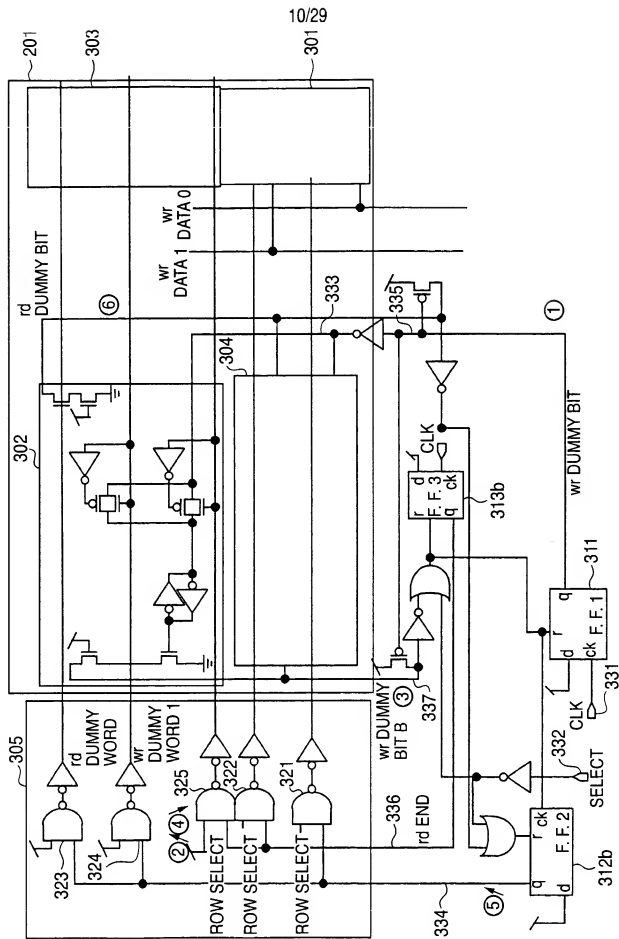 10/29
201
303
301
rd
DUMMY BIT
wr
DATA 0
wr
DATA 1
⑥
302
304
333
335
①
CLK
wr DUMMY BIT
r d
F. F. 3
q ck
313b
311
q
r d
F. F. 1
ck
CLK
331
wr DUMMY
BIT B
③
337
305
rd
DUMMY
WORD
wr
DUMMY
WORD 1
323
324
325
322
321
②
④
ROW SELECT
ROW SELECT
ROW SELECT
336
rd END
332
SELECT
334
⑤
r ck
F. F. 2
q d
312b